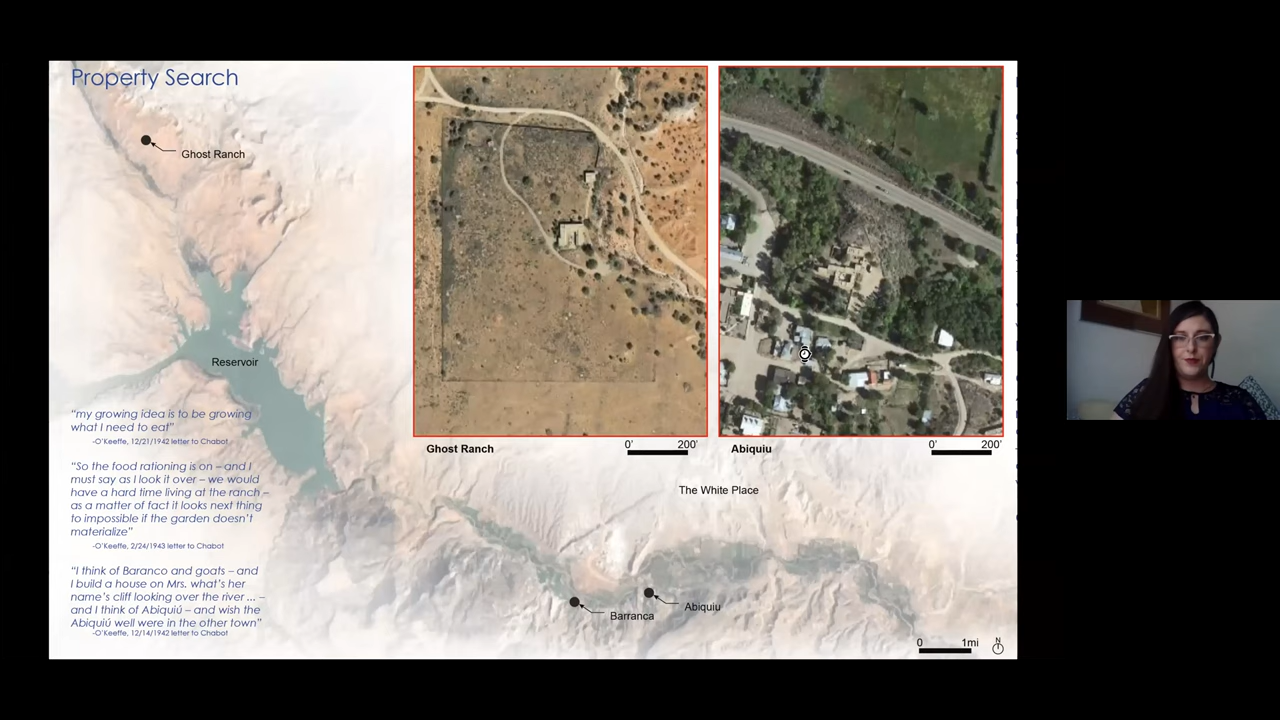 Property Search
Ghost Ranch
Reservoir
"my growing idea is to be growing
what I need to eat"
-O'Keeffe, 12/21/1942 letter to Chabot
"So the food rationing is on – and I
must say as I look it over – we would
have a hard time living at the ranch –
as a matter of fact it looks next thing
to impossible if the garden doesn't
materialize"
-O'Keeffe, 2/24/1943 letter to Chabot
"I think of Baranco and goats – and
I build a house on Mrs. what's her
name's cliff looking over the river ... –
and I think of Abiquiú – and wish the
Abiquiú well were in the other town"
-O'Keeffe, 12/14/1942 letter to Chabot
Ghost Ranch
0' 200'
Abiquiu
0' 200'
The White Place
Barranca
Abiquiu
0 1mi
N